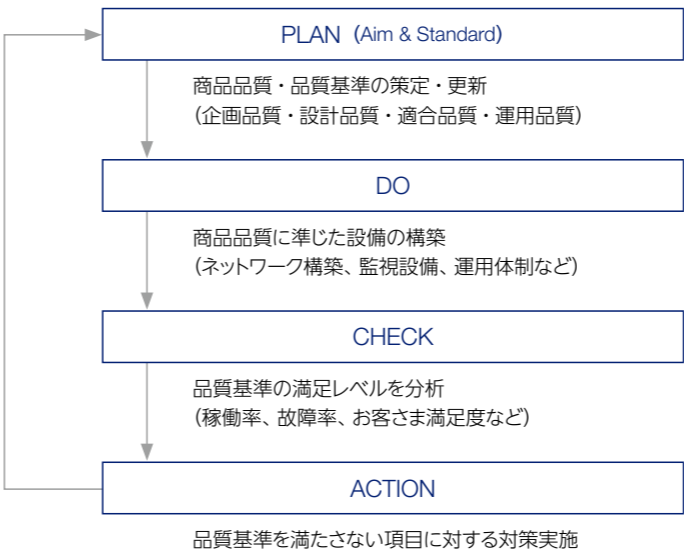 PLAN（Aim & Standard）
商品品質・品質基準の策定・更新
（企画品質・設計品質・適合品質・運用品質）
DO
商品品質に準じた設備の構築
（ネットワーク構築、監視設備、運用体制など）
CHECK
品質基準の満足レベルを分析
（稼働率、故障率、お客さま満足度など）
ACTION
品質基準を満たさない項目に対する対策実施